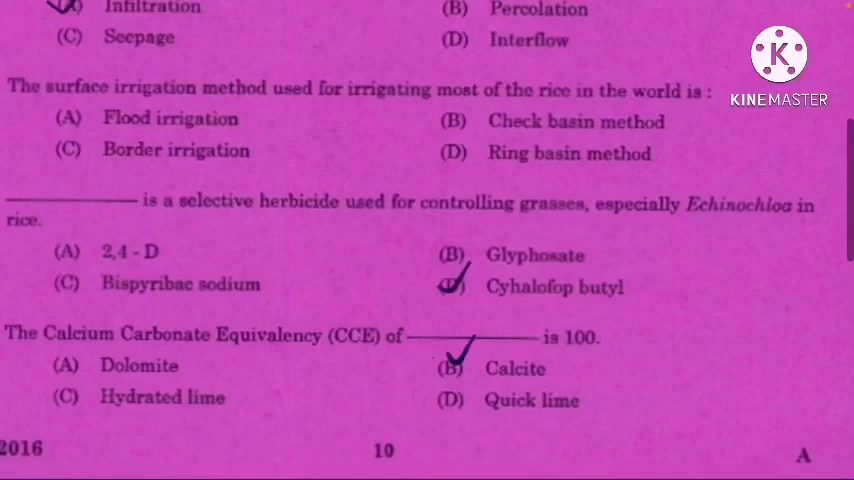 (A) Infiltration (B) Percolation
(C) Seepage (D) Interflow
The surface irrigation method used for irrigating most of the rice in the world is :
(A) Flood irrigation (B) Check basin method
(C) Border irrigation (D) Ring basin method
is a selective herbicide used for controlling grasses, especially Echinochloa in
rice.
(A) 2,4 - D (B) Glyphosate
(C) Bispyribac sodium (D) Cyhalofop butyl
The Calcium Carbonate Equivalency (CCE) of is 100.
(A) Dolomite (B) Calcite
(C) Hydrated lime (D) Quick lime
2016 10 A
K
KINEMASTER